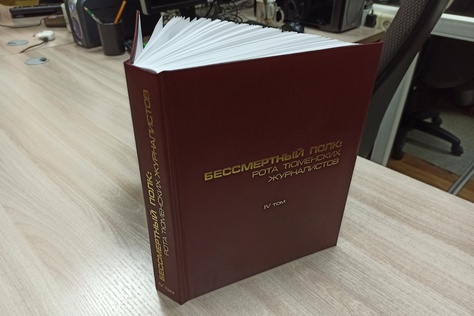 БЕССМЕРТНЫЙ ПОЛК:
РОТА ТЮМЕНСКИХ
ЖУРНАЛИСТОВ
IV ТОМ
БЕССМЕРТНЫЙ ПОЛК:
РОТА ТЮМЕНСКИХ ЖУРНАЛИСТОВ
IV ТОМ